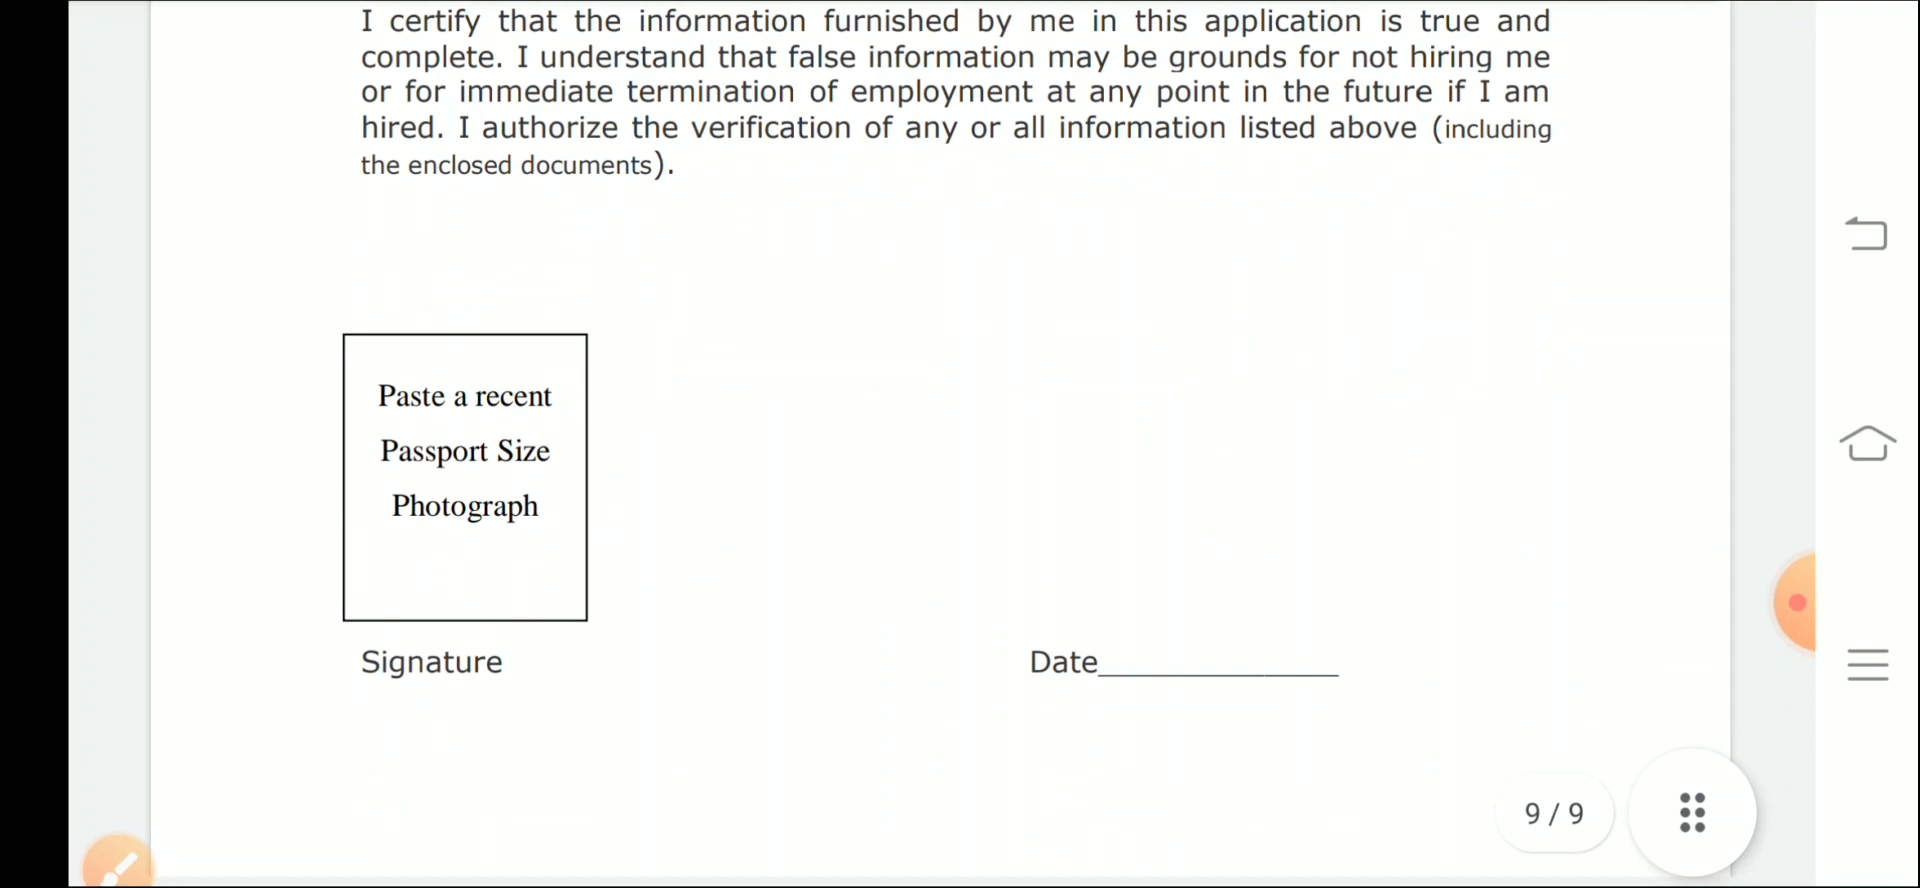 I certify that the information furnished by me in this application is true and
complete. I understand that false information may be grounds for not hiring me
or for immediate termination of employment at any point in the future if I am
hired. I authorize the verification of any or all information listed above (including
the enclosed documents).
Paste a recent
Passport Size
Photograph
Signature Date_______________
9 / 9